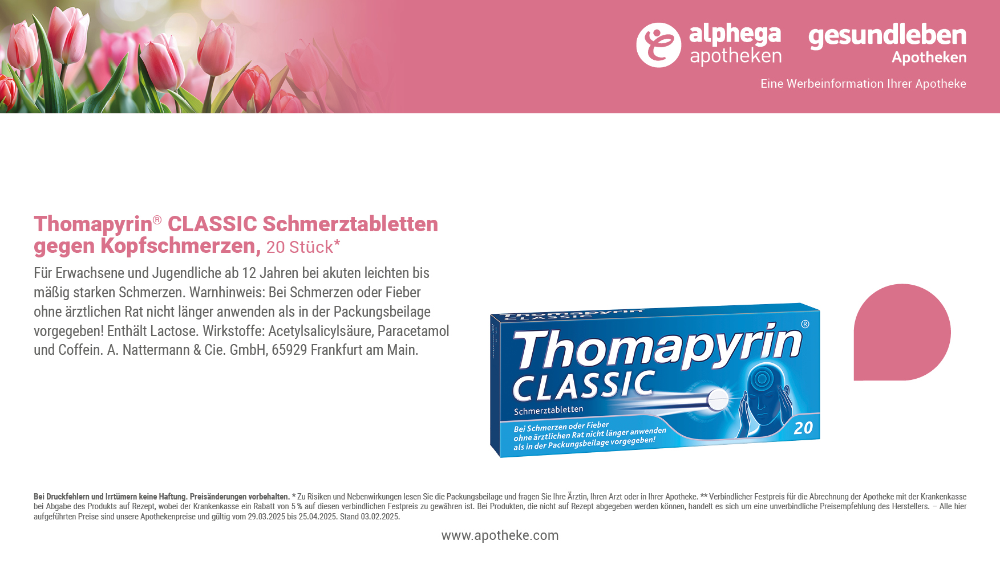 alphega
apotheken
gesundleben
Apotheken
Eine Werbeinformation Ihrer Apotheke
Thomapyrin® CLASSIC Schmerztabletten
gegen Kopfschmerzen, 20 Stück*
Für Erwachsene und Jugendliche ab 12 Jahren bei akuten leichten bis
mäßig starken Schmerzen. Warnhinweis: Bei Schmerzen oder Fieber
ohne ärztlichen Rat nicht länger anwenden als in der Packungsbeilage
vorgegeben! Enthält Lactose. Wirkstoffe: Acetylsalicylsäure, Paracetamol
und Coffein. A. Nattermann & Cie. GmbH, 65929 Frankfurt am Main.
Thomapyrin
CLASSIC
Thomapyrin®
CLASSIC
Schmerztabletten
Bei Schmerzen oder Fieber
ohne ärztlichen Rat nicht länger anwenden
als in der Packungsbeilage vorgegeben!
20
Bei Druckfehlern und Irrtümern keine Haftung. Preisänderungen vorbehalten. * Zu Risiken und Nebenwirkungen lesen Sie die Packungsbeilage und fragen Sie Ihre Ärztin, Ihren Arzt oder in Ihrer Apotheke. ** Verbindlicher Festpreis für die Abrechnung der Apotheke mit der Krankenkasse
bei Abgabe des Produkts auf Rezept, wobei der Krankenkasse ein Rabatt von 5 % auf diesen verbindlichen Festpreis zu gewähren ist. Bei Produkten, die nicht auf Rezept abgegeben werden können, handelt es sich um eine unverbindliche Preisempfehlung des Herstellers. – Alle hier
aufgeführten Preise sind unsere Apothekenpreise und gültig vom 29.03.2025 bis 25.04.2025. Stand 03.02.2025.
www.apotheke.com